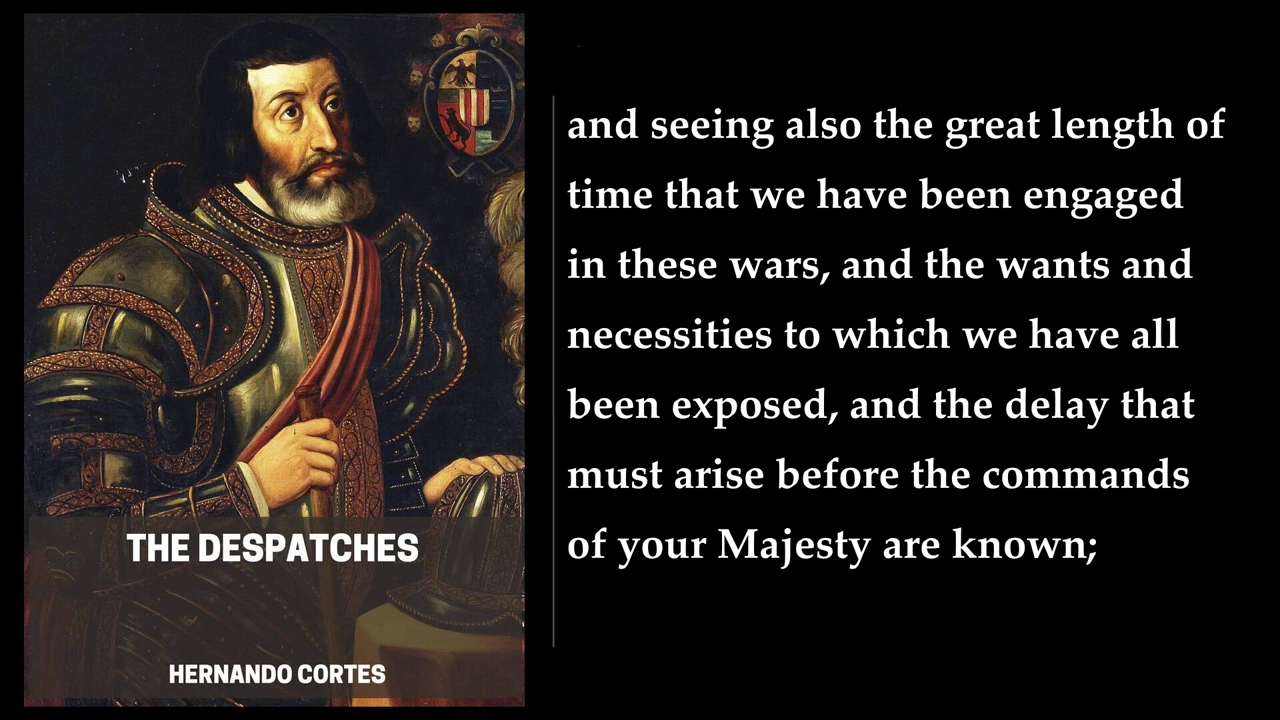 THE DESPATCHES
HERNANDO CORTES
and seeing also the great length of
time that we have been engaged
in these wars, and the wants and
necessities to which we have all
been exposed, and the delay that
must arise before the commands
of your Majesty are known;